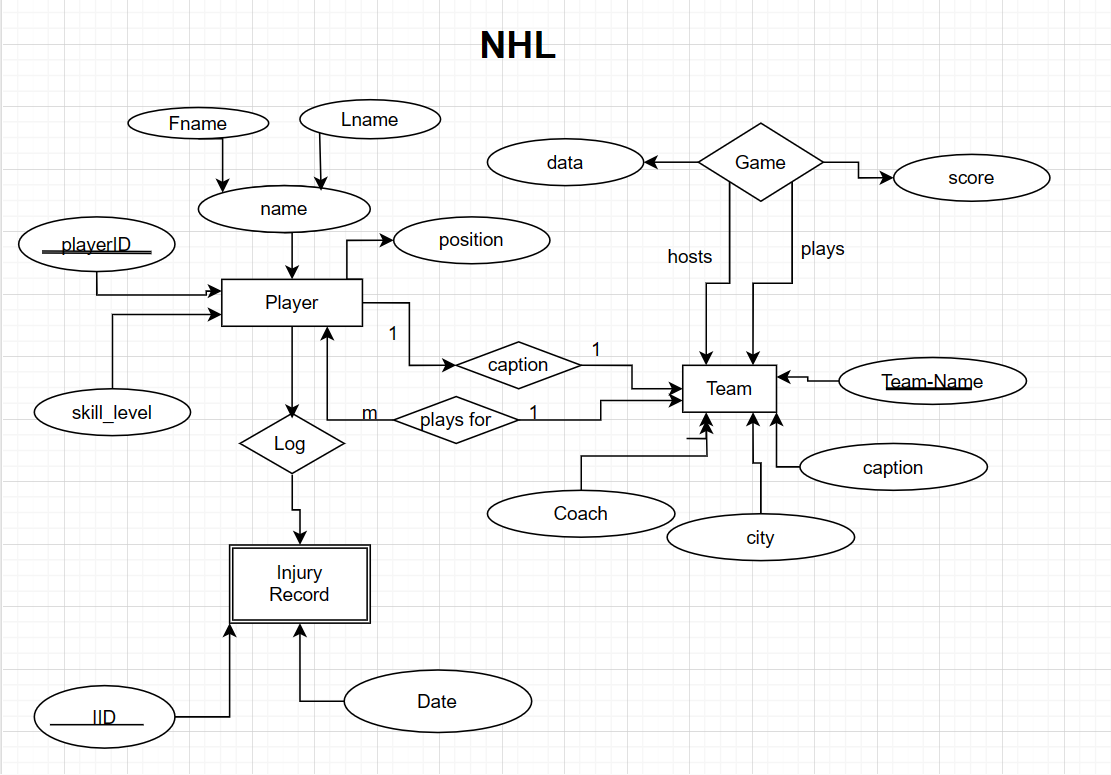 NHL
Fname
Lname
data
Game
score
name
playerID
position
hosts
plays
Player
1
1
caption
Team
Team-Name
skill_level
m
plays for
1
Log
caption
Coach
city
Injury
Record
IID
Date